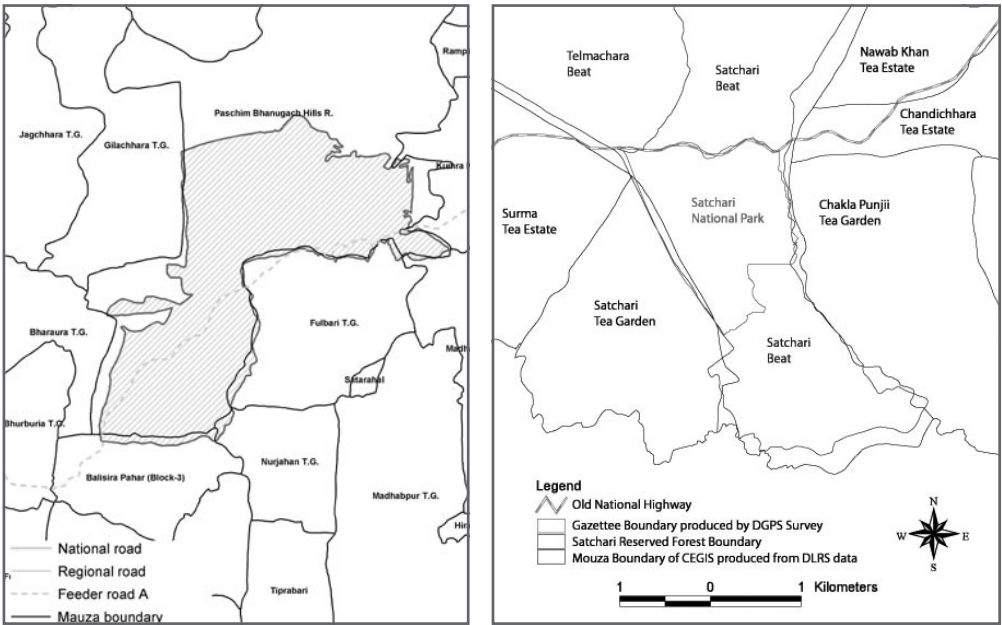 Ramp
Paschim Bhanugach Hills R.
Jagchhara T.G.
Gilachhara T.G.
Bharaura T.G.
Fulbari T.G.
Madh
Satarahal
Bhurburia T.G.
Nurjahan T.G.
Balisira Pahar (Block-3)
Madhabpur T.G.
Hir
Tiprabari
National road
Regional road
Feeder road A
Mauza boundary
Telmachara
Beat
Satchari
Beat
Nawab Khan
Tea Estate
Chandichhara
Tea Estate
Satchari
National Park
Surma
Tea Estate
Chakla Punjii
Tea Garden
Satchari
Tea Garden
Satchari
Beat
Legend
Old National Highway
Gazettee Boundary produced by DGPS Survey
Satchari Reserved Forest Boundary
Mouza Boundary of CEGIS produced from DLRS data
N
W E
S
1 0 1 Kilometers